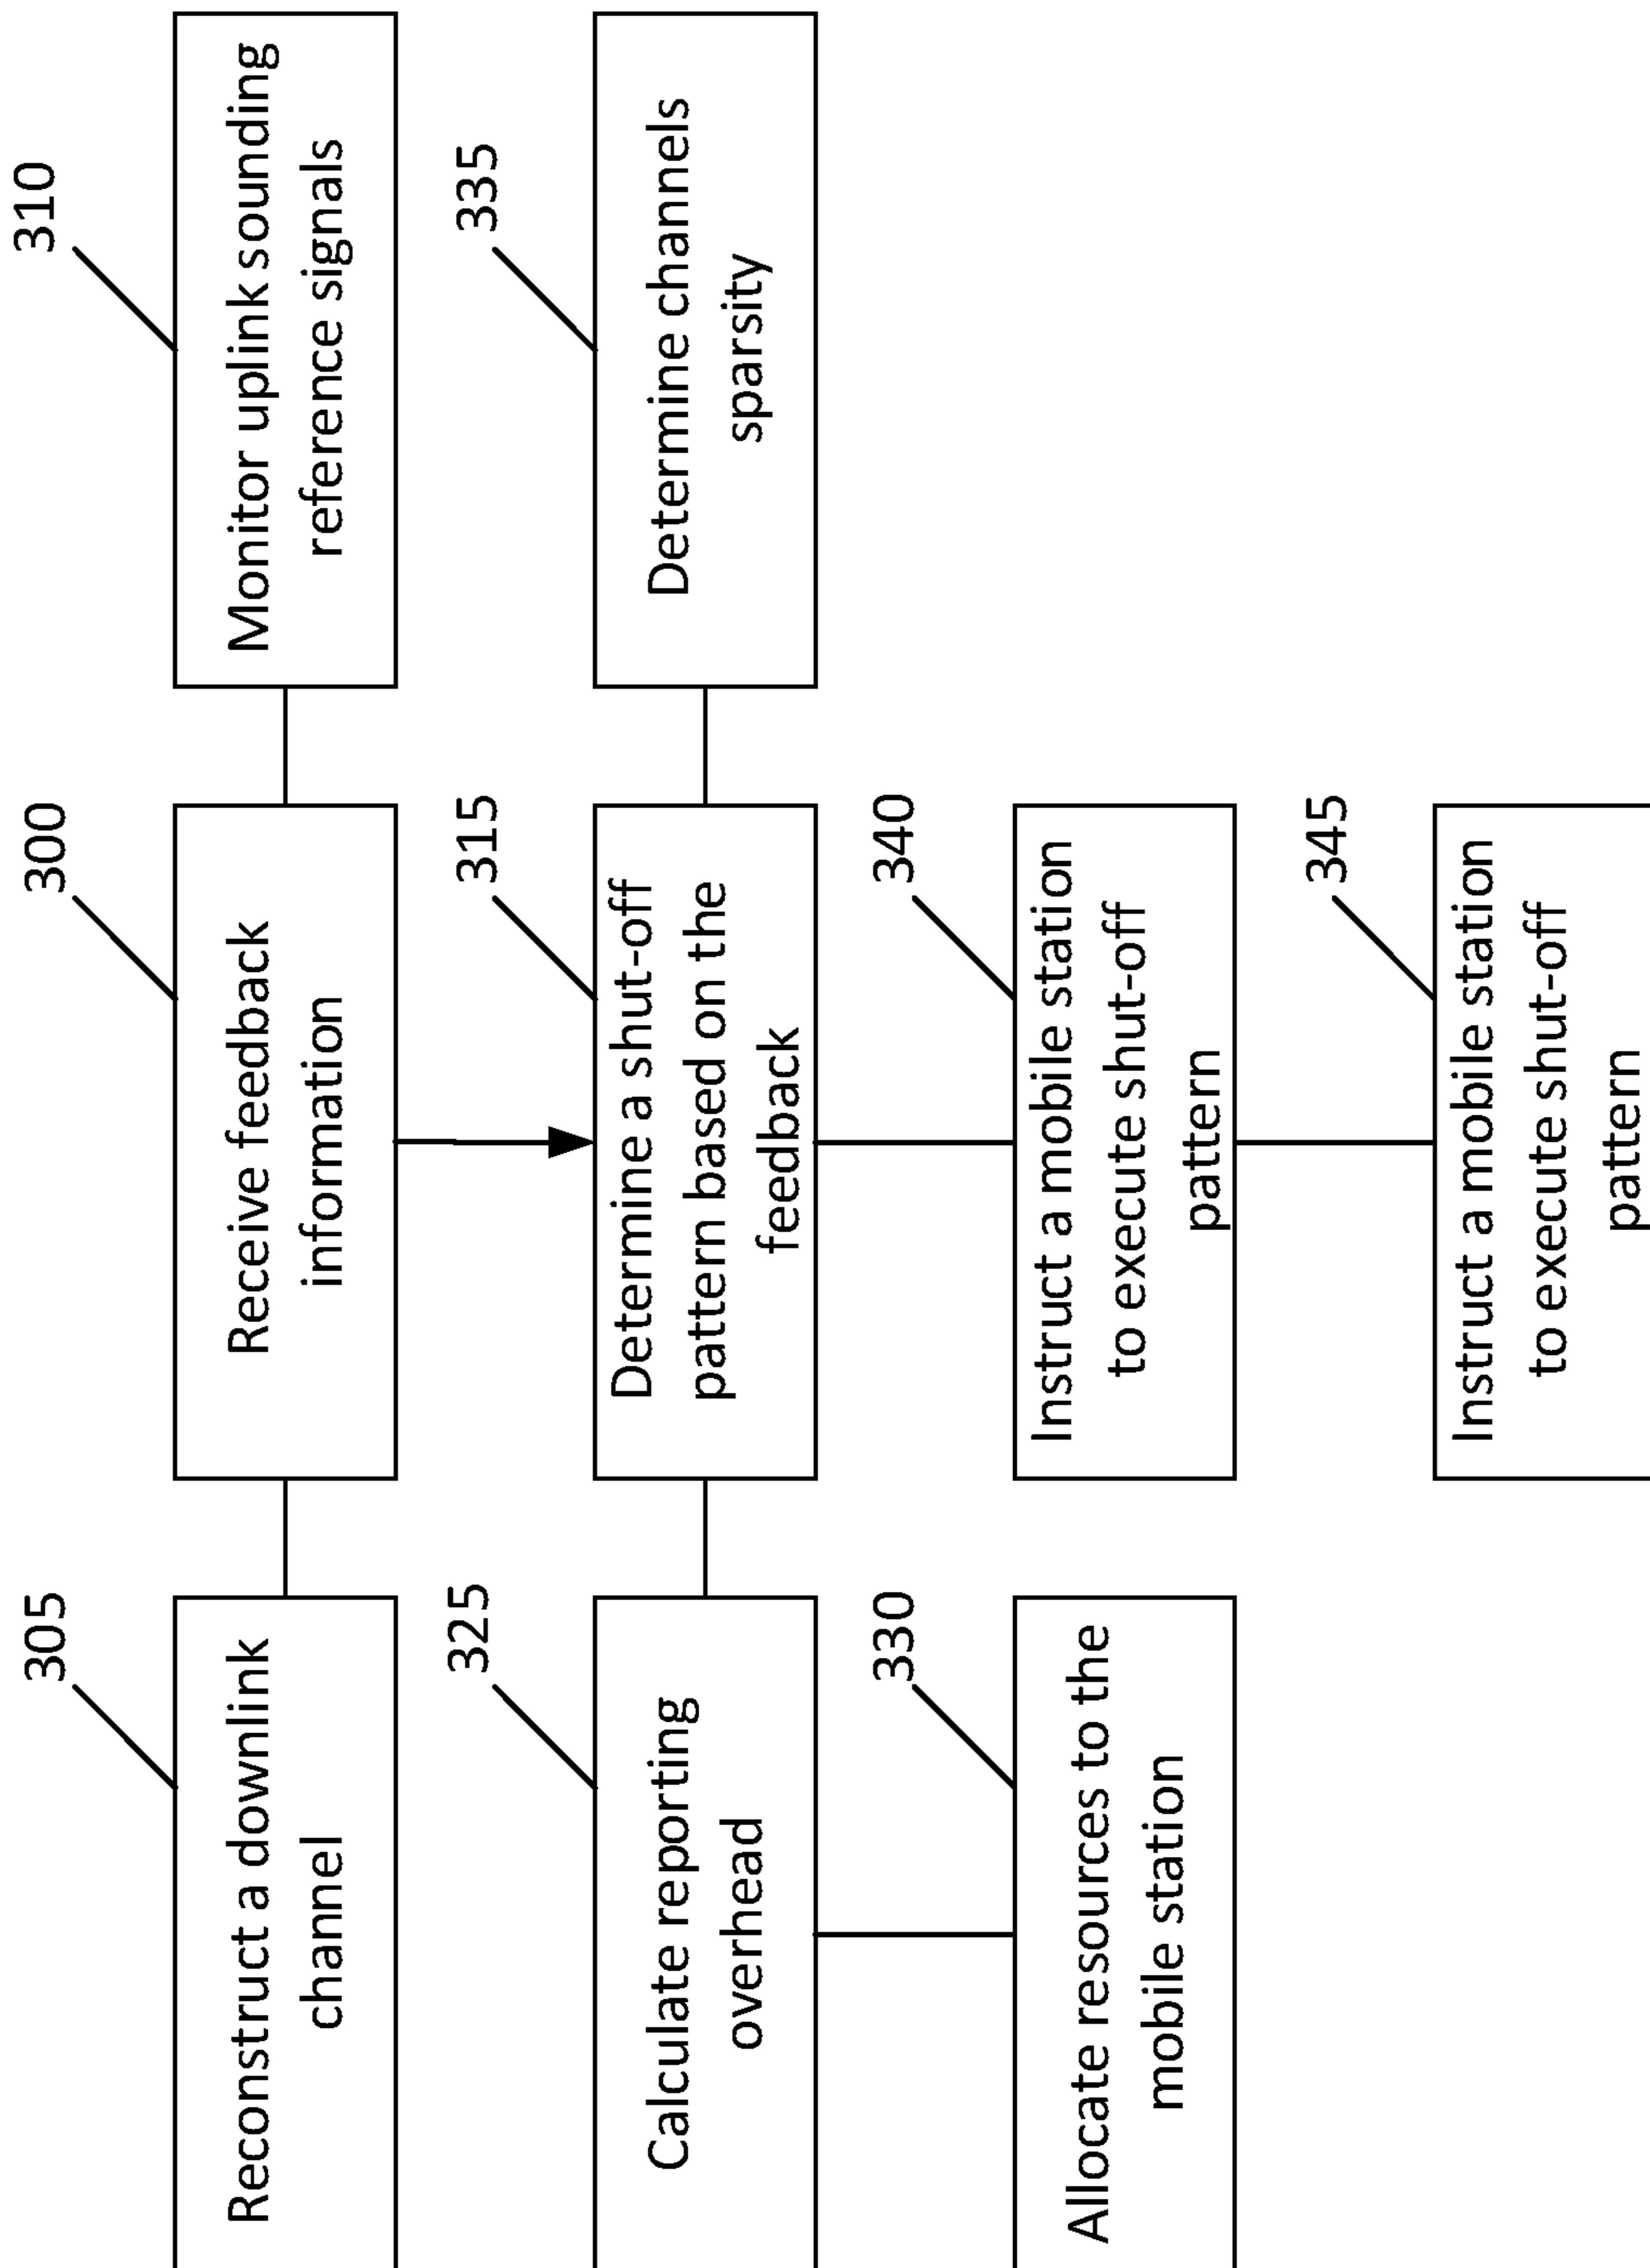 305
Reconstruct a downlink
channel
300
Receive feedback
information
310
Monitor uplink sounding
reference signals
325
Calculate reporting
overhead
315
Determine a shut-off
pattern based on the
feedback
335
Determine channels
sparsity
330
Allocate resources to the
mobile station
340
Instruct a mobile station
to execute shut-off
pattern
345
Instruct a mobile station
to execute shut-off
pattern